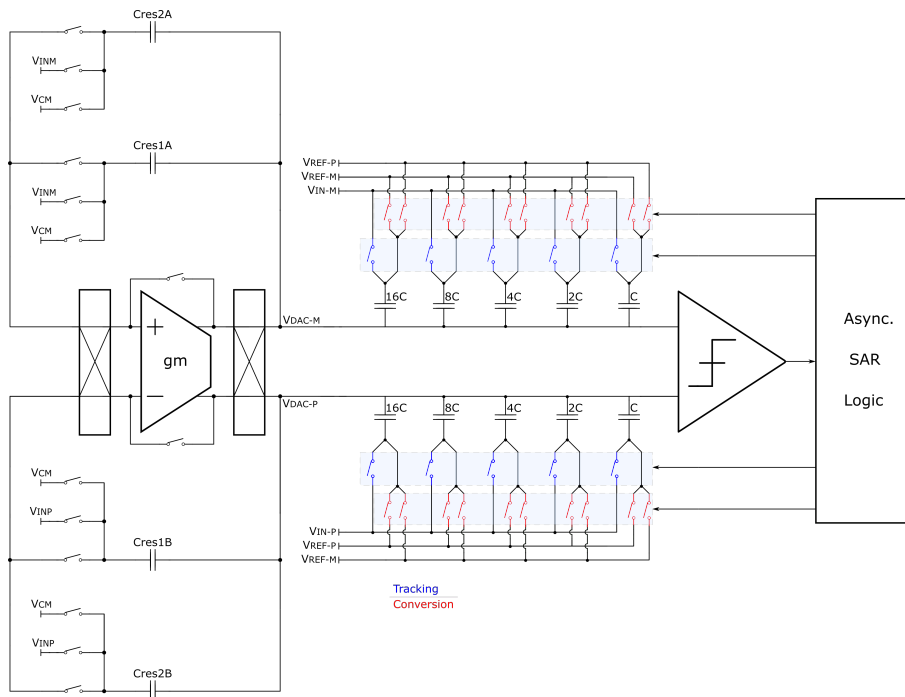 Cres2A
VINM
VCM
Cres1A
VINM
VCM
VREF-P
VREF-M
VIN-M
16C 8C 4C 2C C
VDAC-M
+
gm
−
Async.
SAR
Logic
VDAC-P
16C 8C 4C 2C C
VCM
VINP
Cres1B
VIN-P
VREF-P
VREF-M
Tracking
Conversion
VCM
VINP
Cres2B